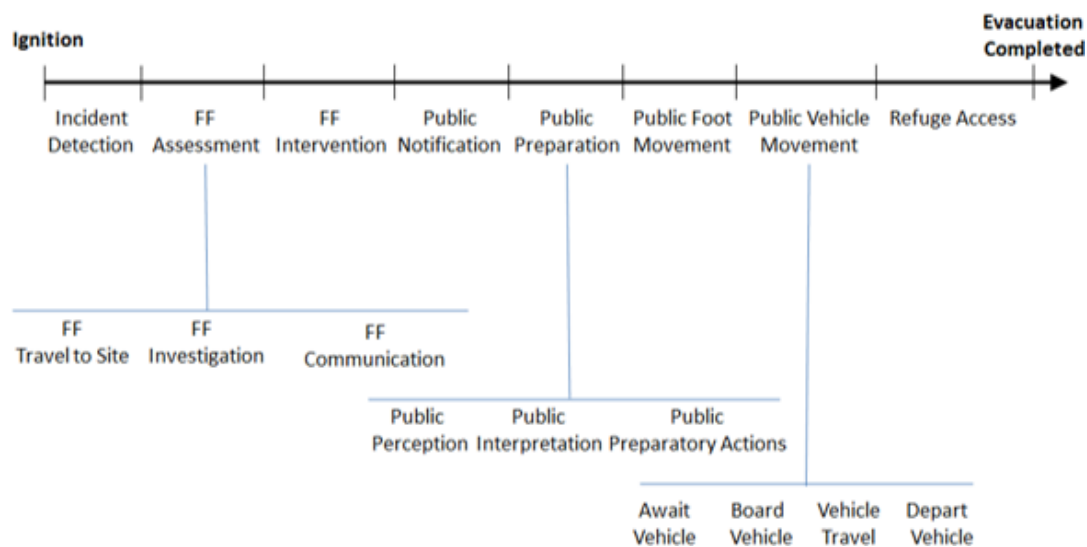 Ignition
Evacuation
Completed
Incident
Detection
FF
Assessment
FF
Intervention
Public
Notification
Public
Preparation
Public Foot
Movement
Public Vehicle
Movement
Refuge Access
FF
Travel to Site
FF
Investigation
FF
Communication
Public
Perception
Public
Interpretation
Public
Preparatory Actions
Await
Vehicle
Board
Vehicle
Vehicle
Travel
Depart
Vehicle